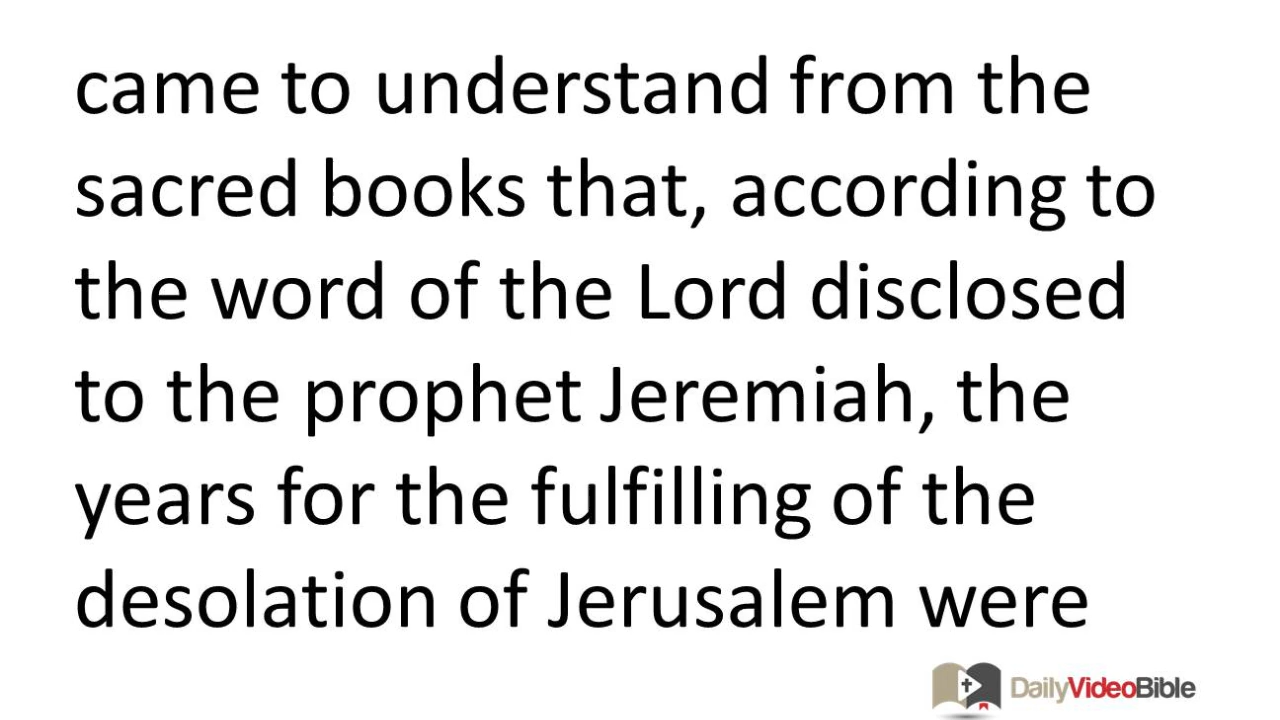 came to understand from the
sacred books that, according to
the word of the Lord disclosed
to the prophet Jeremiah, the
years for the fulfilling of the
desolation of Jerusalem were
DailyVideoBible